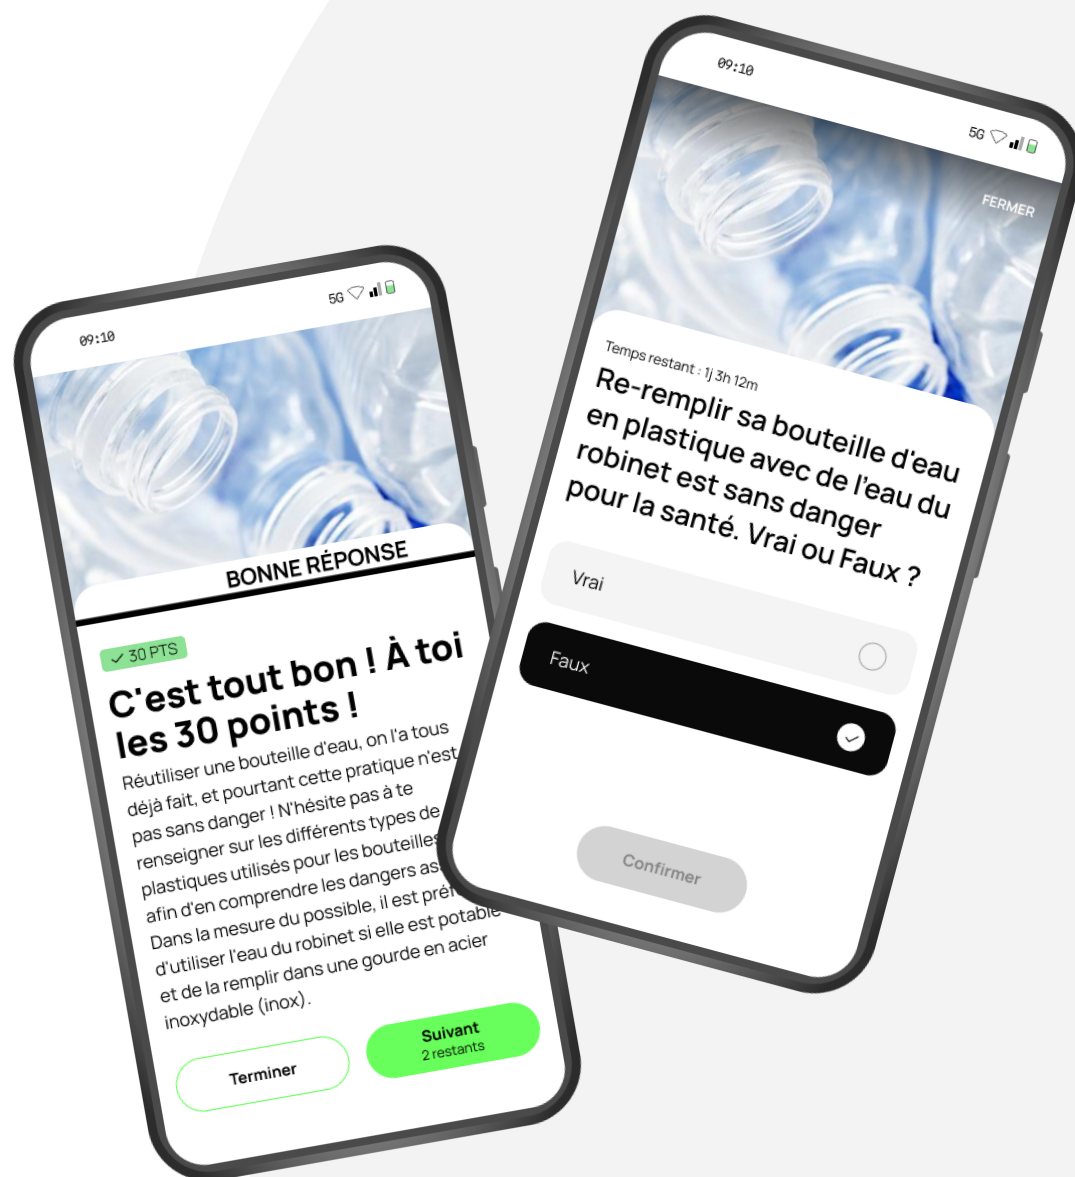 09:10
5G
BONNE RÉPONSE
30 PTS
C'est tout bon ! À toi
les 30 points !
Réutiliser une bouteille d'eau, on l'a tous
déjà fait, et pourtant cette pratique n'est
pas sans danger ! N'hésite pas à te
renseigner sur les différents types de
plastiques utilisés pour les bouteilles
afin d'en comprendre les dangers
Dans la mesure du possible, il est
d'utiliser l'eau du robinet si elle est potable
et de la remplir dans une gourde en acier
inoxydable (inox).
Terminer
Suivant
2 restants
09:10
5G
FERMER
Temps restant : 1j 3h 12m
Re-remplir sa bouteille d'eau
en plastique avec de l'eau du
robinet est sans danger
pour la santé. Vrai ou Faux ?
Vrai
Faux
Confirmer